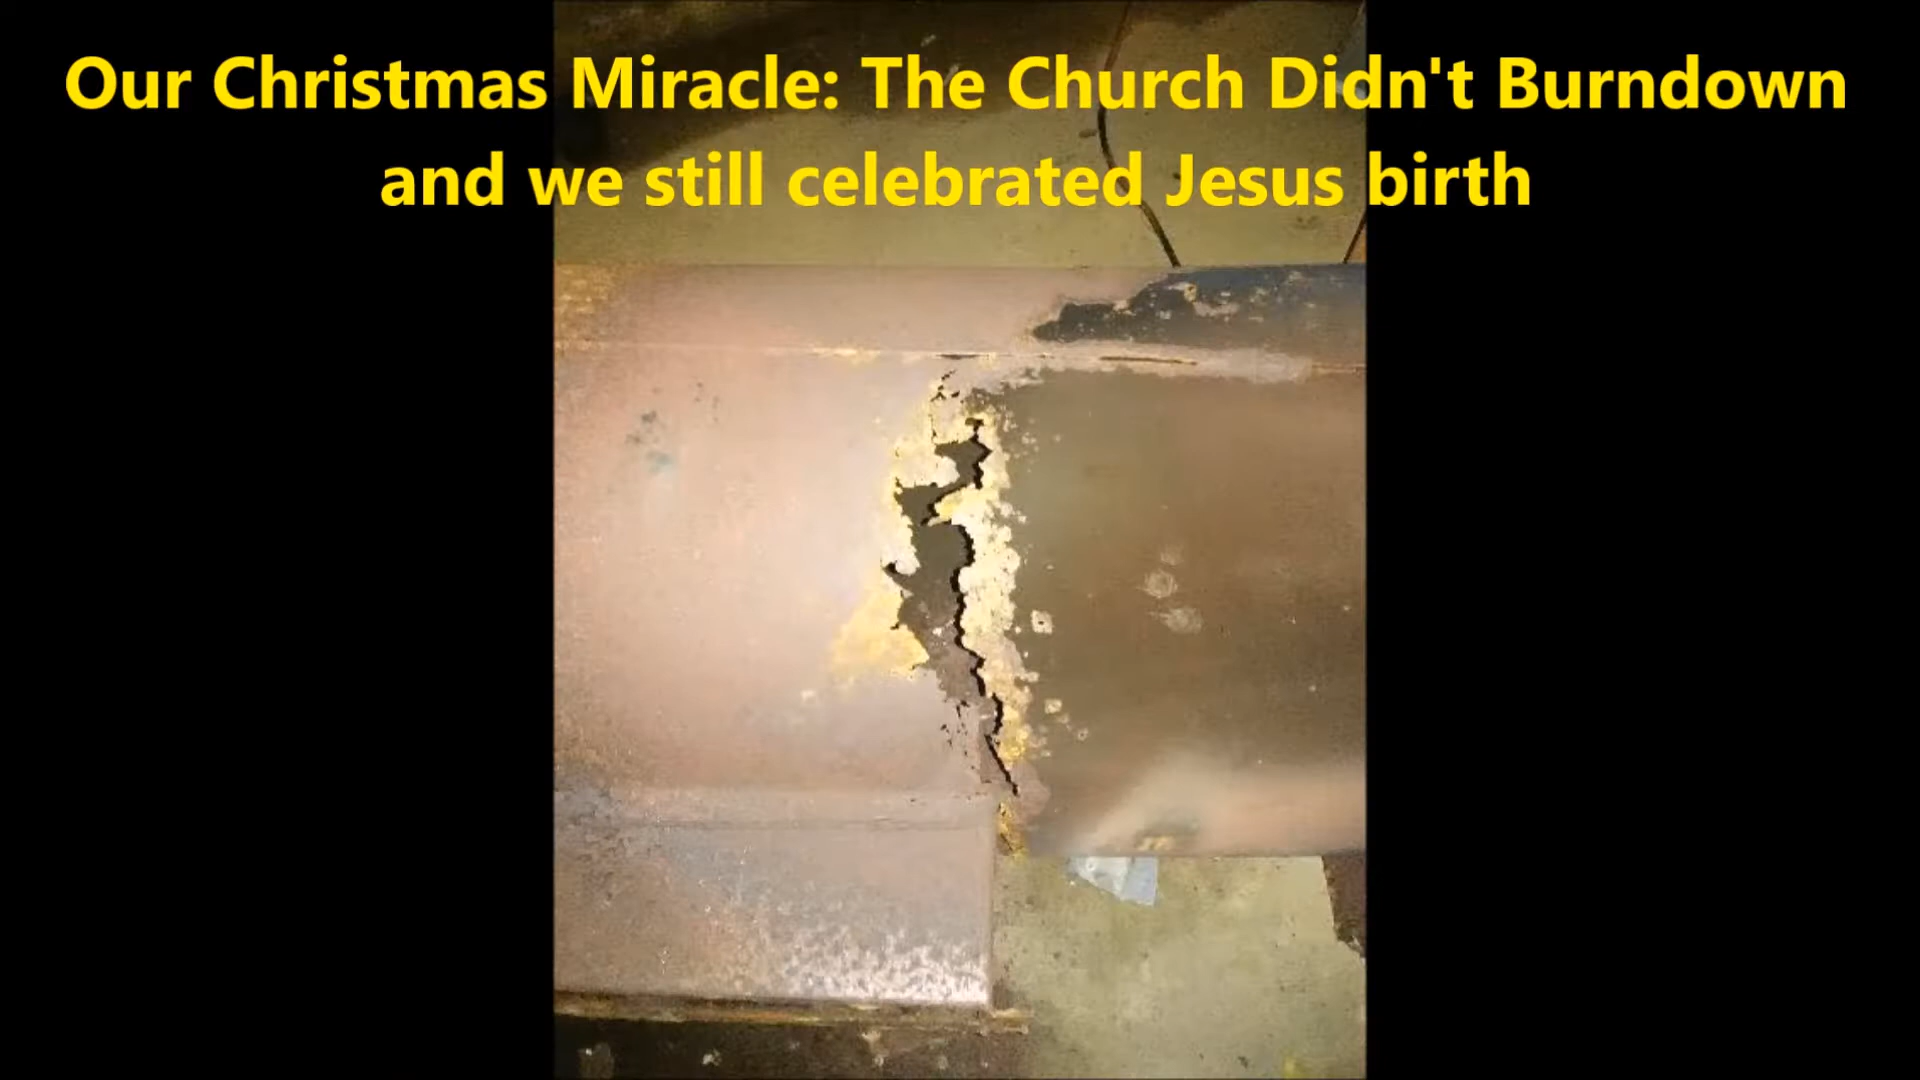 Our Christmas Miracle: The Church Didn't Burndown
and we still celebrated Jesus birth